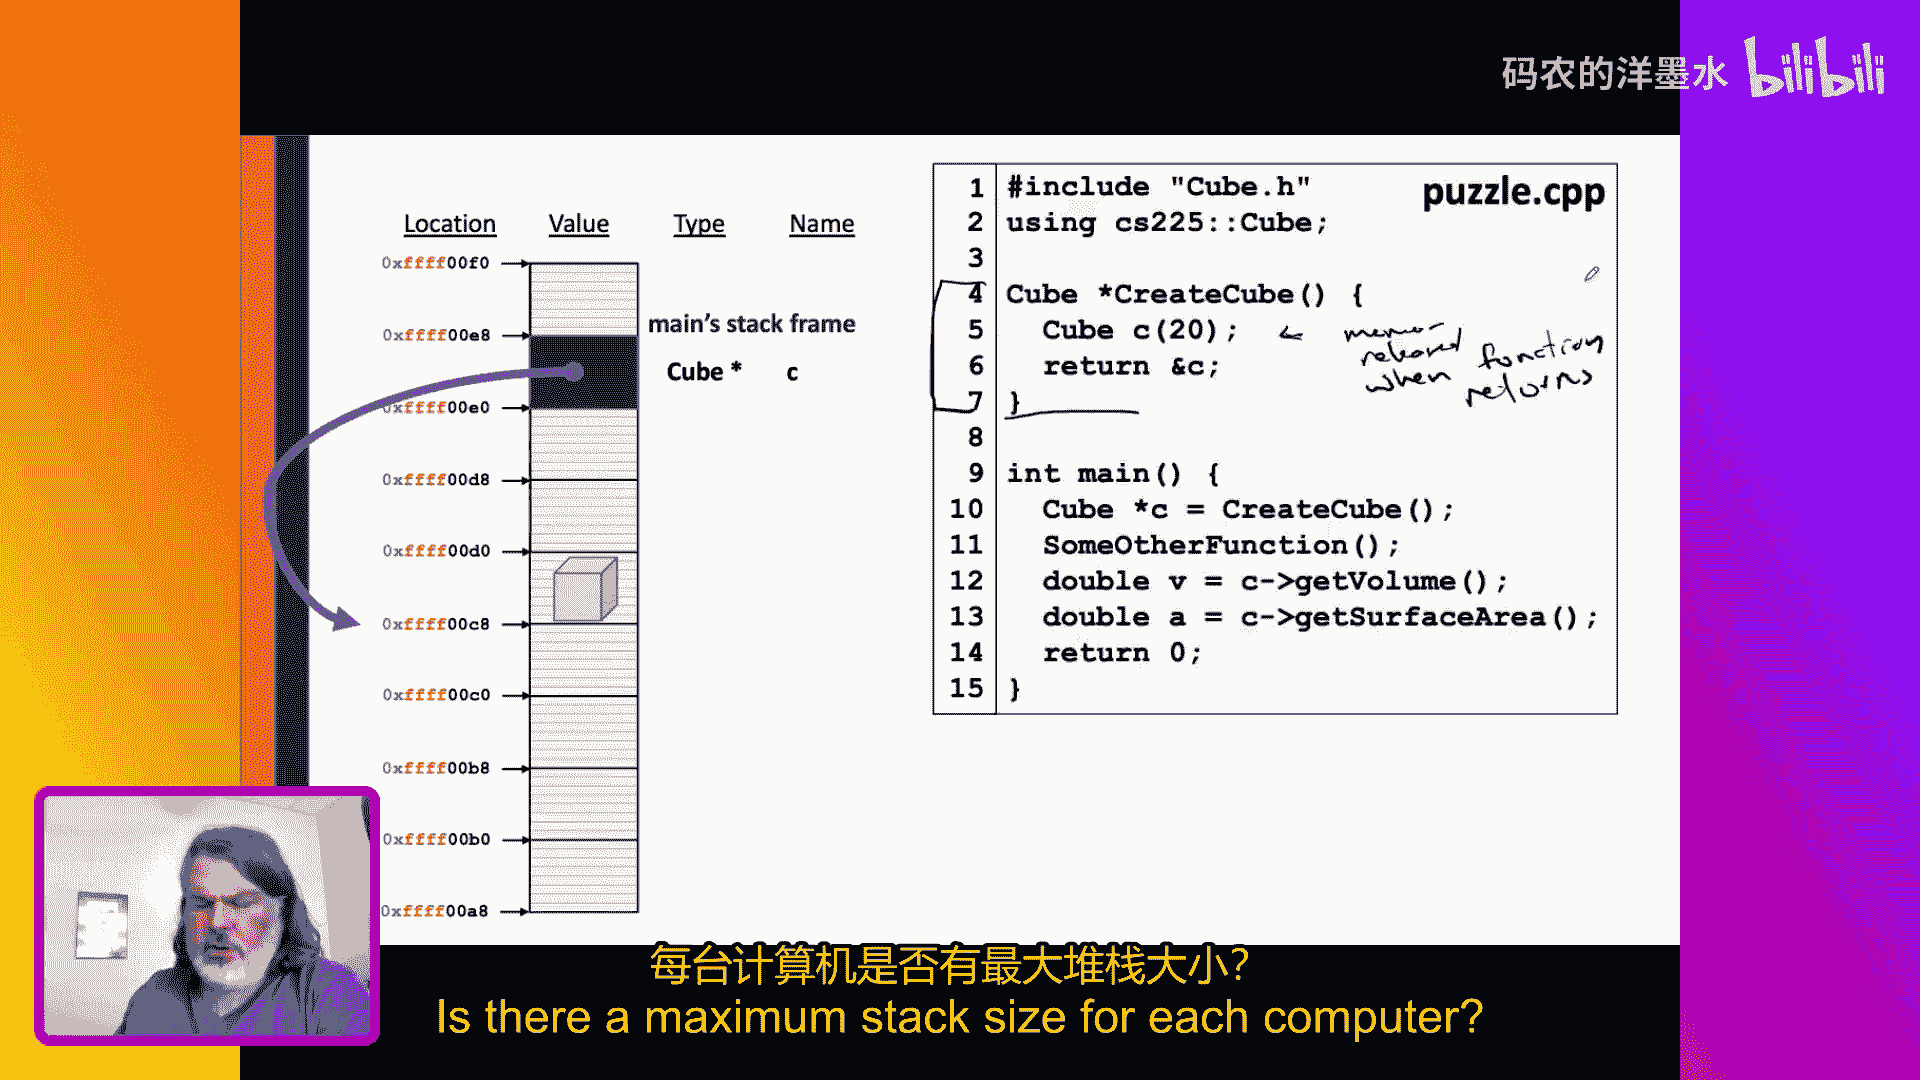 码农的洋墨水 bilibili
Location Value Type Name
0xffff00f0
main's stack frame
0xffff00e8
Cube * c
0xffff00e0
0xffff00d8
0xffff00d0
0xffff00c8
0xffff00c0
0xffff00b8
0xffff00b0
0xffff00a8
puzzle.cpp
1 #include "Cube.h"
2 using cs225::Cube;
3
4 Cube *CreateCube() {
5 Cube c(20);
6 return &c;
7 }
8
9 int main() {
10 Cube *c = CreateCube();
11 SomeOtherFunction();
12 double v = c->getVolume();
13 double a = c->getSurfaceArea();
14 return 0;
15 }
when function
returns
每台计算机是否有最大堆栈大小?
Is there a maximum stack size for each computer?